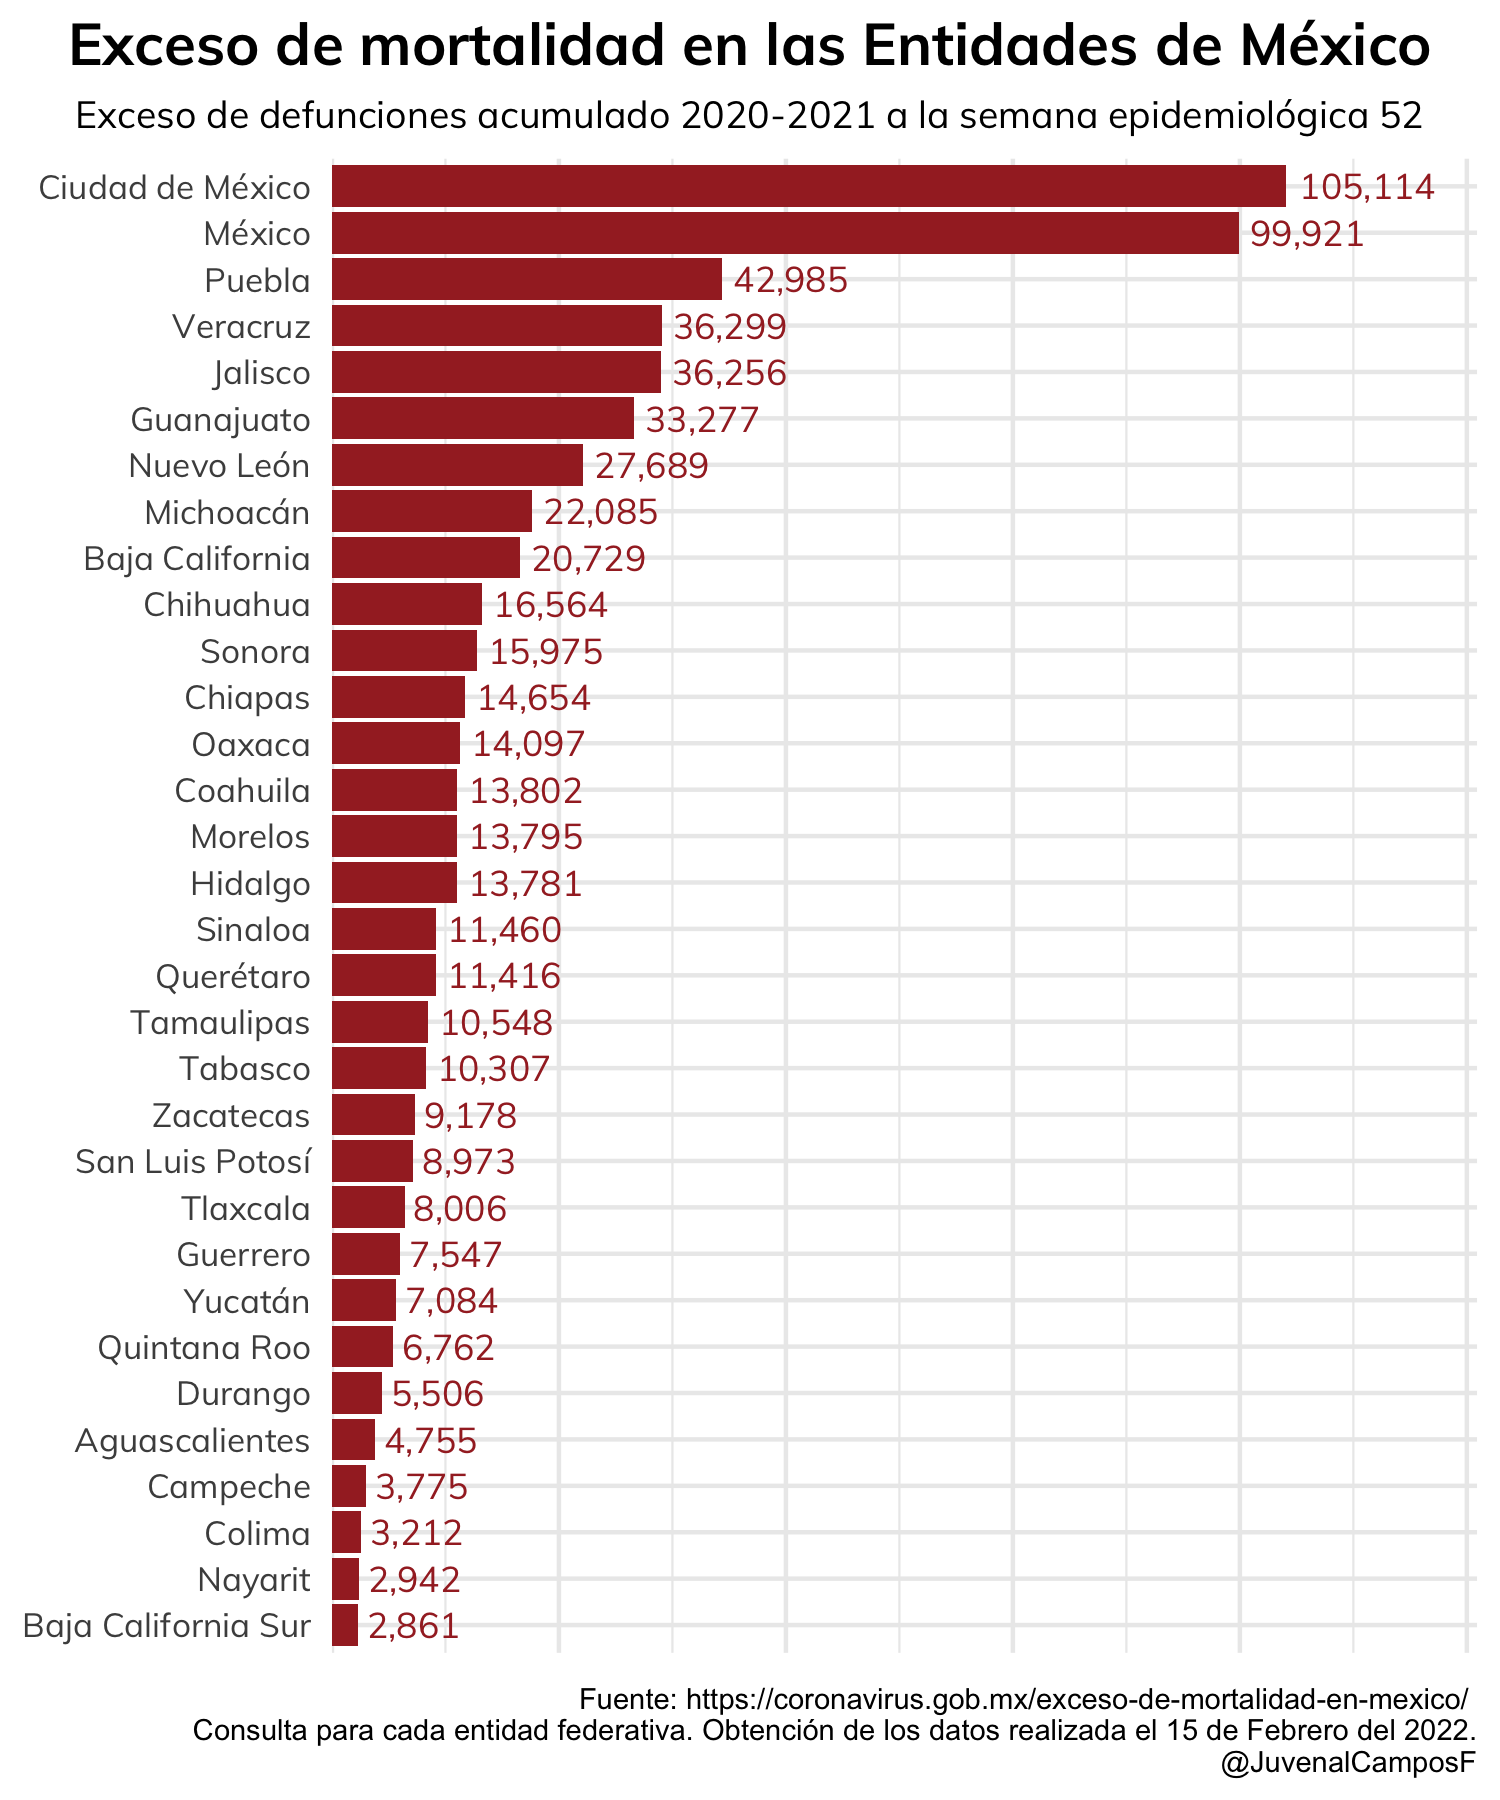 Exceso de mortalidad en las Entidades de México
Exceso de defunciones acumulado 2020-2021 a la semana epidemiológica 52
Ciudad de México 105,114
México 99,921
Puebla 42,985
Veracruz 36,299
Jalisco 36,256
Guanajuato 33,277
Nuevo León 27,689
Michoacán 22,085
Baja California 20,729
Chihuahua 16,564
Sonora 15,975
Chiapas 14,654
Oaxaca 14,097
Coahuila 13,802
Morelos 13,795
Hidalgo 13,781
Sinaloa 11,460
Querétaro 11,416
Tamaulipas 10,548
Tabasco 10,307
Zacatecas 9,178
San Luis Potosí 8,973
Tlaxcala 8,006
Guerrero 7,547
Yucatán 7,084
Quintana Roo 6,762
Durango 5,506
Aguascalientes 4,755
Campeche 3,775
Colima 3,212
Nayarit 2,942
Baja California Sur 2,861
Fuente: https://coronavirus.gob.mx/exceso-de-mortalidad-en-mexico/
Consulta para cada entidad federativa. Obtención de los datos realizada el 15 de Febrero del 2022.
@JuvenalCamposF